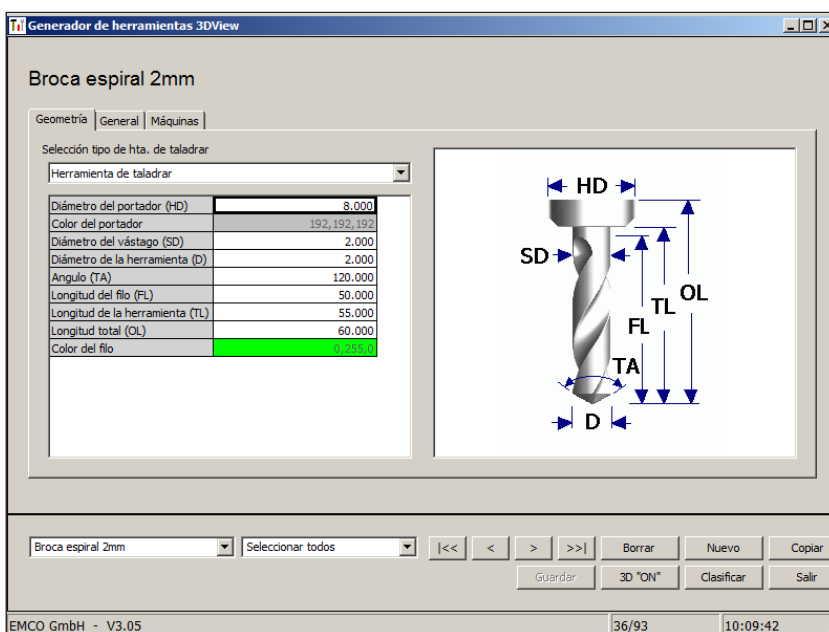 Generador de herramientas 3DView
Broca espiral 2mm
Geometría General Máquinas
Selección tipo de hta. de taladrar
Herramienta de taladrar
Diámetro del portador (HD) 8.000
Color del portador 192,192,192
Diámetro del vástago (SD) 2.000
Diámetro de la herramienta (D) 2.000
Angulo (TA) 120.000
Longitud del filo (FL) 50.000
Longitud de la herramienta (TL) 55.000
Longitud total (OL) 60.000
Color del filo 0,255,0
HD
SD
OL
TL
FL
TA
D
Broca espiral 2mm Seleccionar todos |<< < > >>| Borrar Nuevo Copiar
Guardar 3D "ON" Clasificar Salir
EMCO GmbH - V3.05 36/93 10:09:42